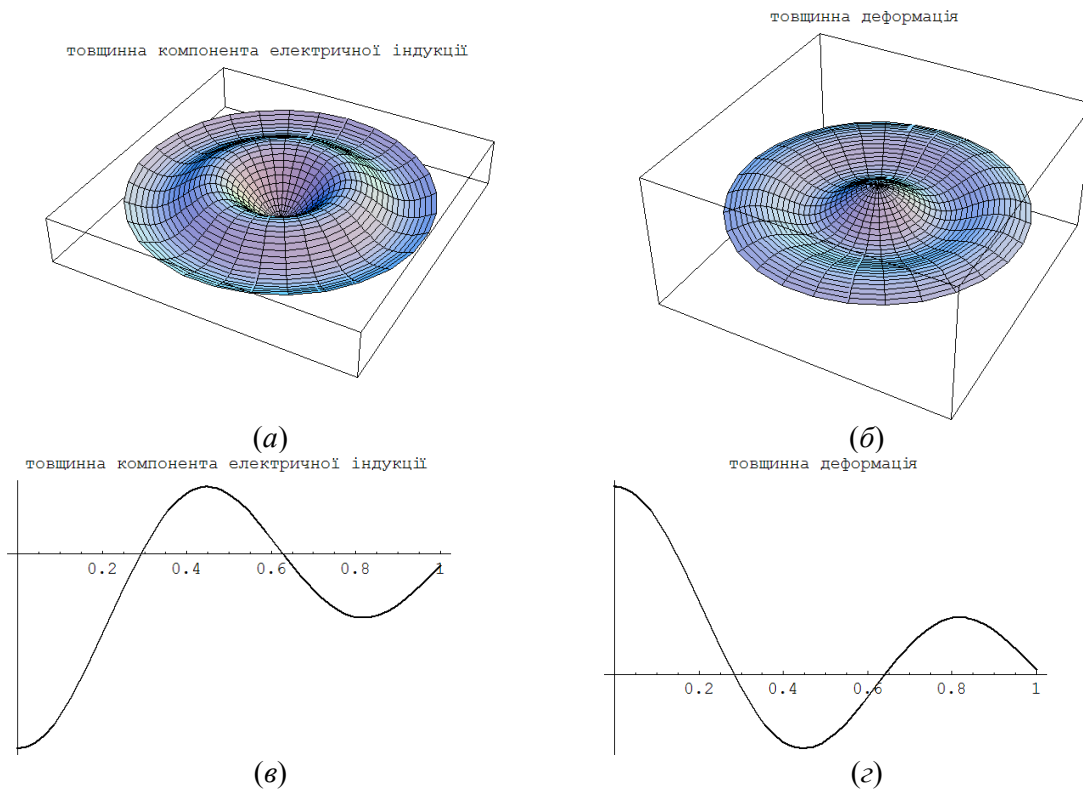 товщинна компонента електричної індукції
товщинна деформація
(а)
(б)
товщинна компонента електричної індукції
0.2 0.4 0.6 0.8 1
(в)
товщинна деформація
0.2 0.4 0.6 0.8 1
(г)